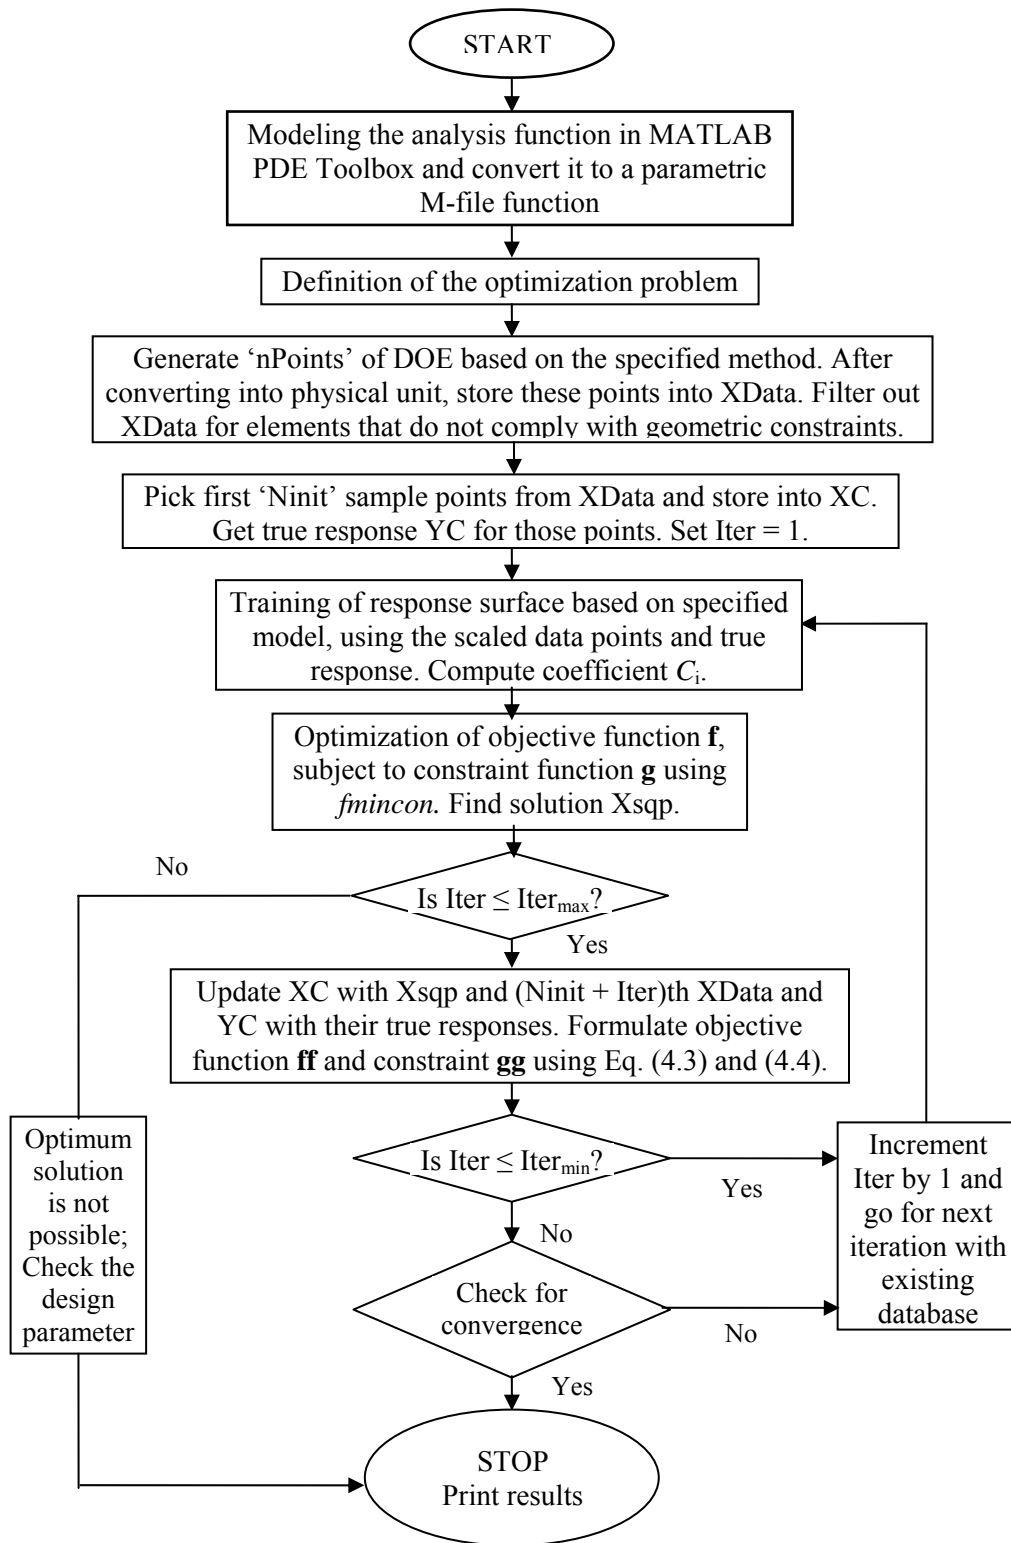 START
Modeling the analysis function in MATLAB
PDE Toolbox and convert it to a parametric
M-file function
Definition of the optimization problem
Generate ‘nPoints’ of DOE based on the specified method. After
converting into physical unit, store these points into XData. Filter out
XData for elements that do not comply with geometric constraints.
Pick first ‘Ninit’ sample points from XData and store into XC.
Get true response YC for those points. Set Iter = 1.
Training of response surface based on specified
model, using the scaled data points and true
response. Compute coefficient Ci.
Optimization of objective function f,
subject to constraint function g using
fmincon. Find solution Xsqp.
No
Is Iter ≤ Itermax?
Yes
Update XC with Xsqp and (Ninit + Iter)th XData and
YC with their true responses. Formulate objective
function ff and constraint gg using Eq. (4.3) and (4.4).
Optimum
solution
is not
possible;
Check the
design
parameter
Is Iter ≤ Itermin?
Yes
Increment
Iter by 1 and
go for next
iteration with
existing
database
No
Check for
convergence
No
Yes
STOP
Print results